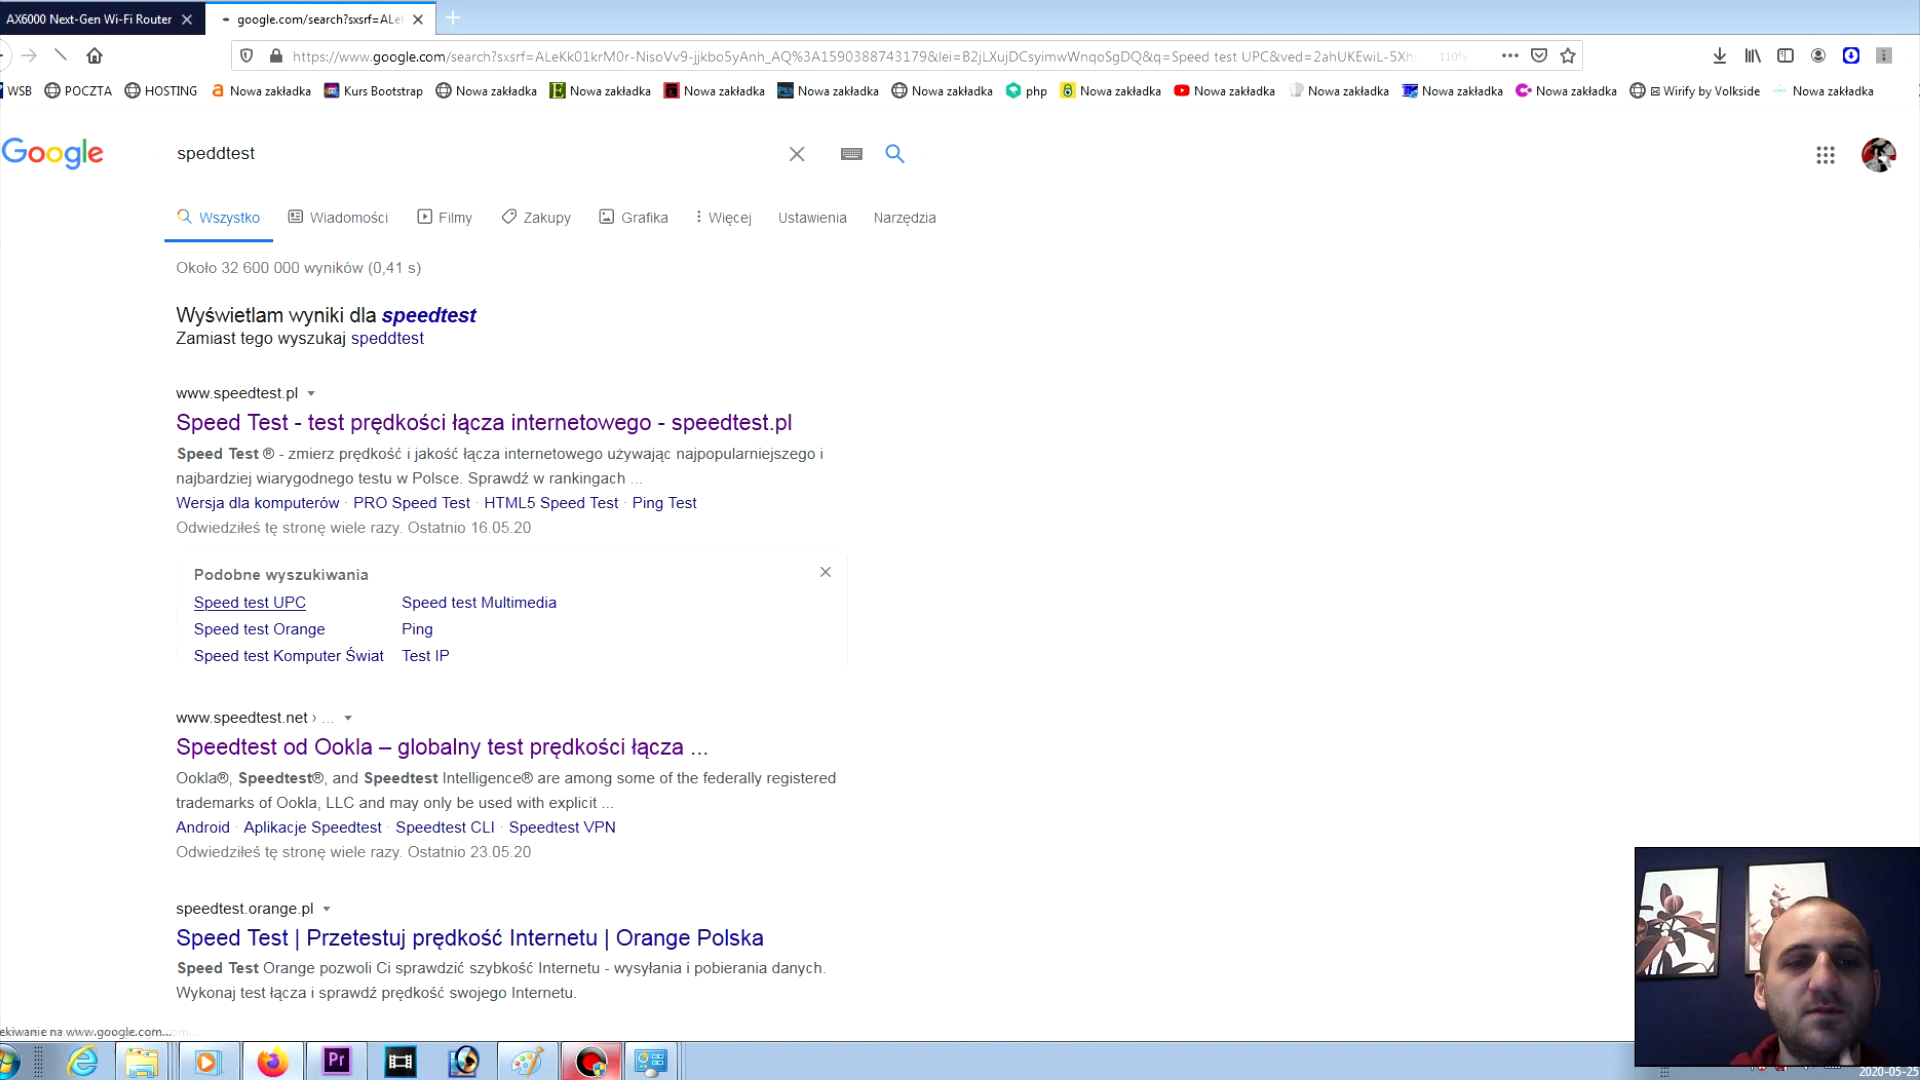 AX6000 Next-Gen Wi-Fi Router
google.com/search?sxsrf=ALe
https://www.google.com/search?sxsrf=ALeKk01krM0r-NisoVv9-jjkbo5yAnh_AQ%3A1590388743179&lei=B2jLXujDCsyimwWnqoSgDQ&q=Speed test UPC&ved=2ahUKEwiL-5Xh 110%
WSB POCZTA HOSTING Nowa zakładka Kurs Bootstrap Nowa zakładka Nowa zakładka Nowa zakładka Nowa zakładka Nowa zakładka php Nowa zakładka Nowa zakładka Nowa zakładka Nowa zakładka Nowa zakładka Wirify by Volkside Nowa zakładka
Google
speddtest
Wszystko Wiadomości Filmy Zakupy Grafika Więcej Ustawienia Narzędzia
Około 32 600 000 wyników (0,41 s)
Wyświetlam wyniki dla speedtest
Zamiast tego wyszukaj speddtest
www.speedtest.pl
Speed Test - test prędkości łącza internetowego - speedtest.pl
Speed Test ® - zmierz prędkość i jakość łącza internetowego używając najpopularniejszego i
najbardziej wiarygodnego testu w Polsce. Sprawdź w rankingach ...
Wersja dla komputerów · PRO Speed Test · HTML5 Speed Test · Ping Test
Odwiedziłeś tę stronę wiele razy. Ostatnio 16.05.20
Podobne wyszukiwania
Speed test UPC Speed test Multimedia
Speed test Orange Ping
Speed test Komputer Świat Test IP
www.speedtest.net › ...
Speedtest od Ookla – globalny test prędkości łącza ...
Ookla®, Speedtest®, and Speedtest Intelligence® are among some of the federally registered
trademarks of Ookla, LLC and may only be used with explicit ...
Android · Aplikacje Speedtest · Speedtest CLI · Speedtest VPN
Odwiedziłeś tę stronę wiele razy. Ostatnio 23.05.20
speedtest.orange.pl
Speed Test | Przetestuj prędkość Internetu | Orange Polska
Speed Test Orange pozwoli Ci sprawdzić szybkość Internetu - wysyłania i pobierania danych.
Wykonaj test łącza i sprawdź prędkość swojego Internetu.
ekiwanie na www.google.com...
Pr
2020-05-25